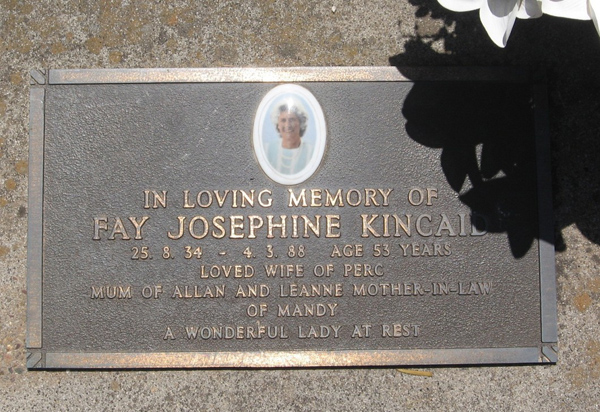 IN LOVING MEMORY OF
FAY JOSEPHINE KINCAID
25. 8. 34 - 4. 3. 88 AGE 53 YEARS
LOVED WIFE OF PERC
MUM OF ALLAN AND LEANNE MOTHER-IN-LAW
OF MANDY
A WONDERFUL LADY AT REST